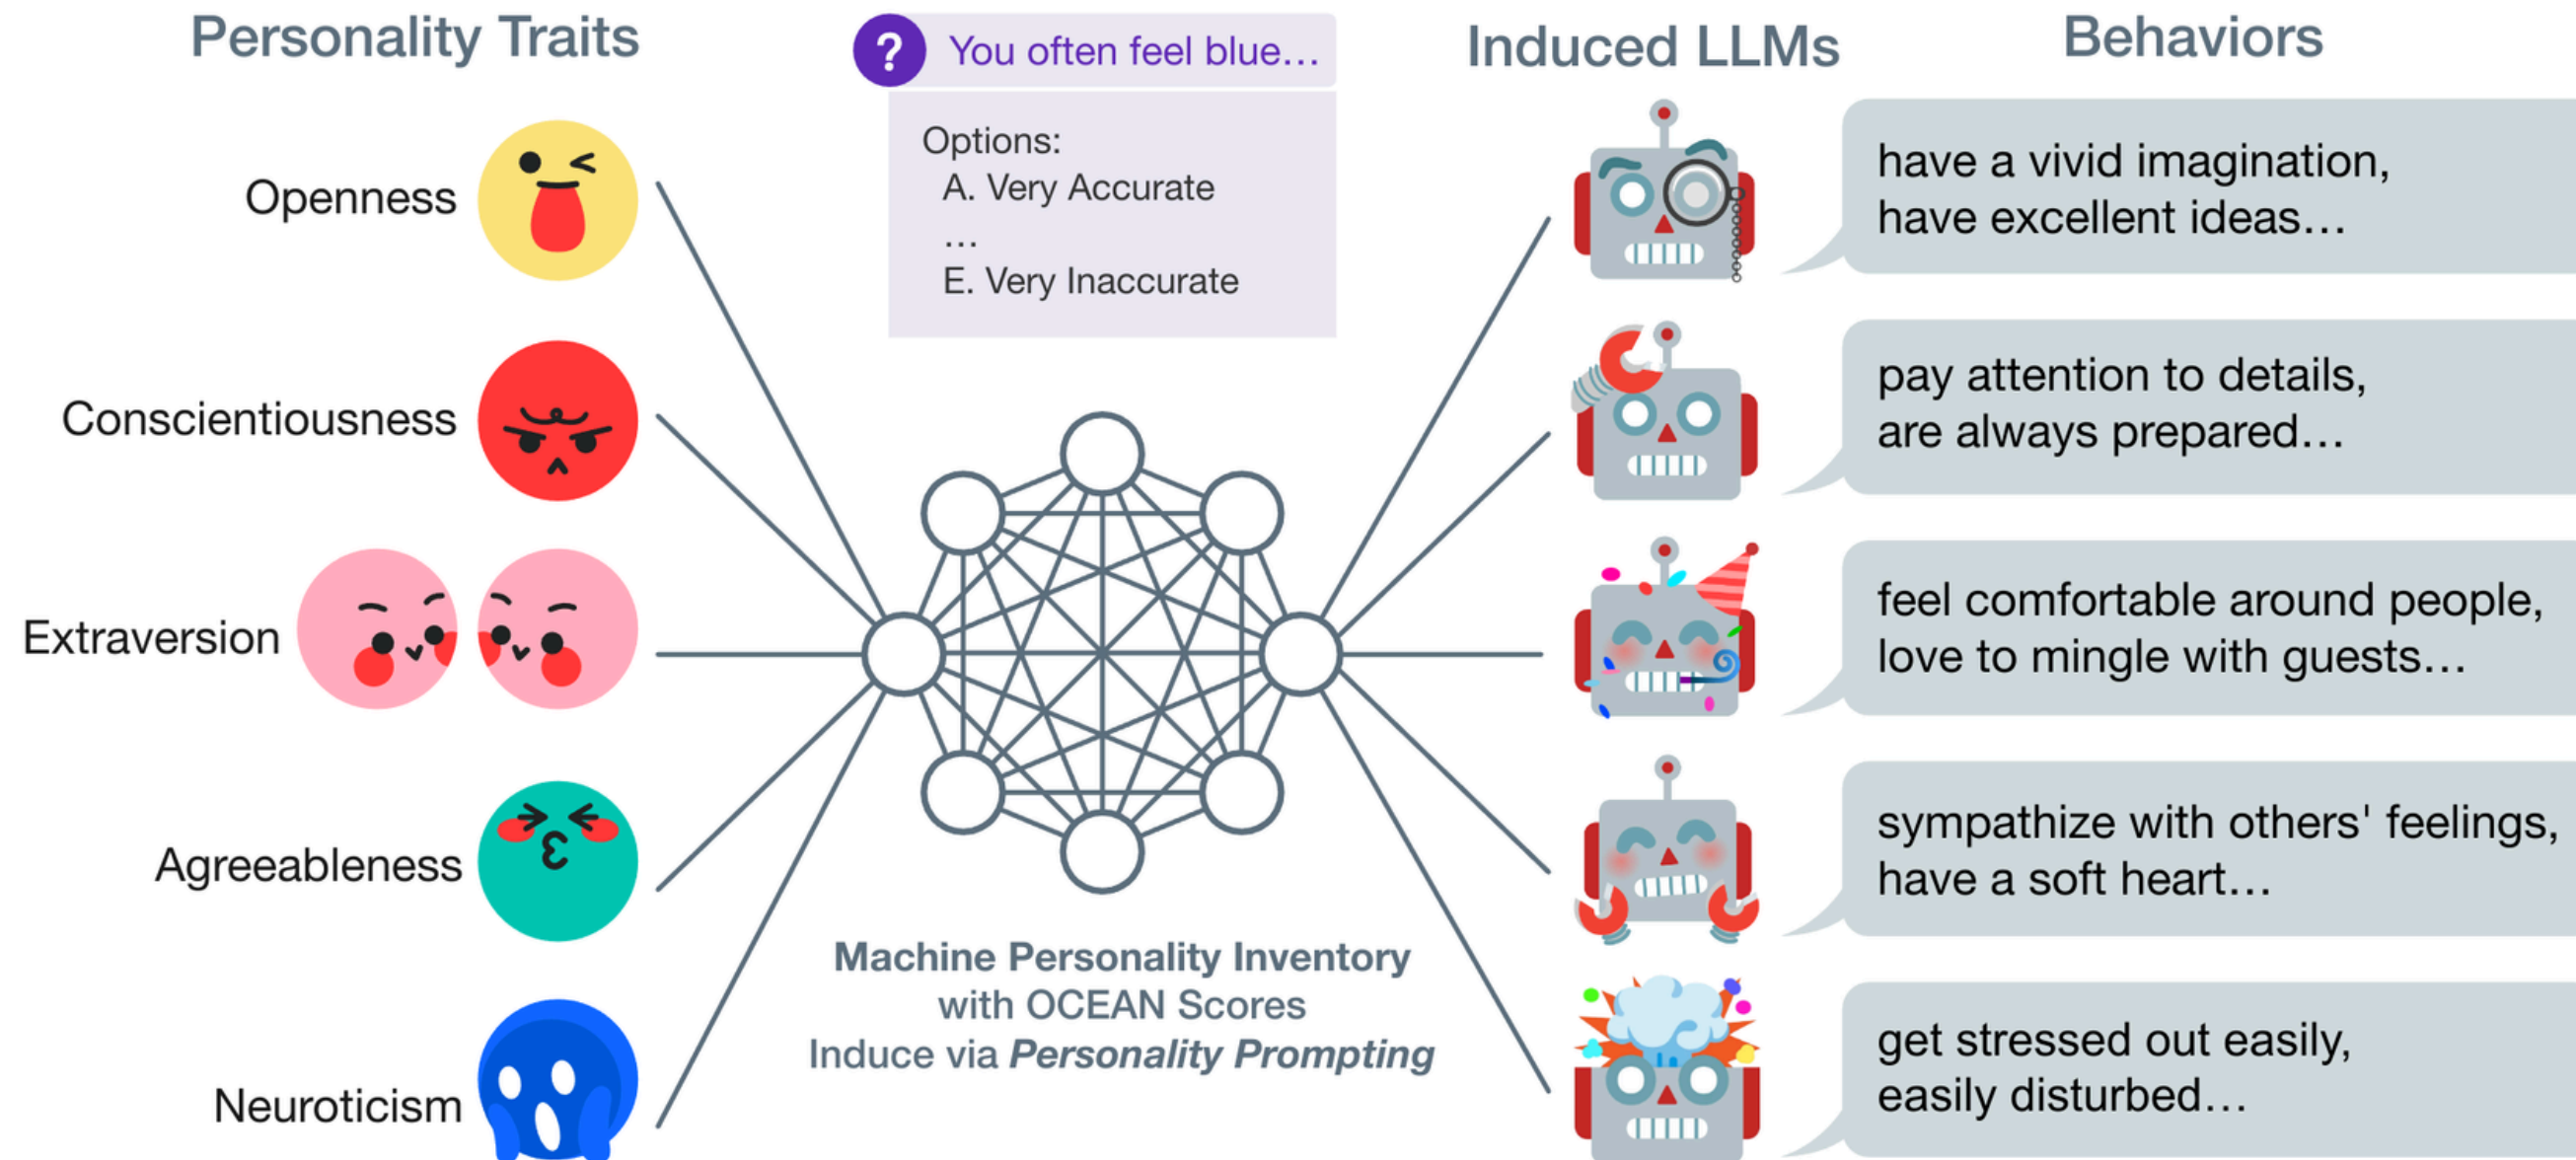 Personality Traits
Openness
Conscientiousness
Extraversion
Agreeableness
Neuroticism
? You often feel blue…
Options:
A. Very Accurate
…
E. Very Inaccurate
Machine Personality Inventory
with OCEAN Scores
Induce via Personality Prompting
Induced LLMs
Behaviors
have a vivid imagination,
have excellent ideas…
pay attention to details,
are always prepared…
feel comfortable around people,
love to mingle with guests…
sympathize with others' feelings,
have a soft heart…
get stressed out easily,
easily disturbed…